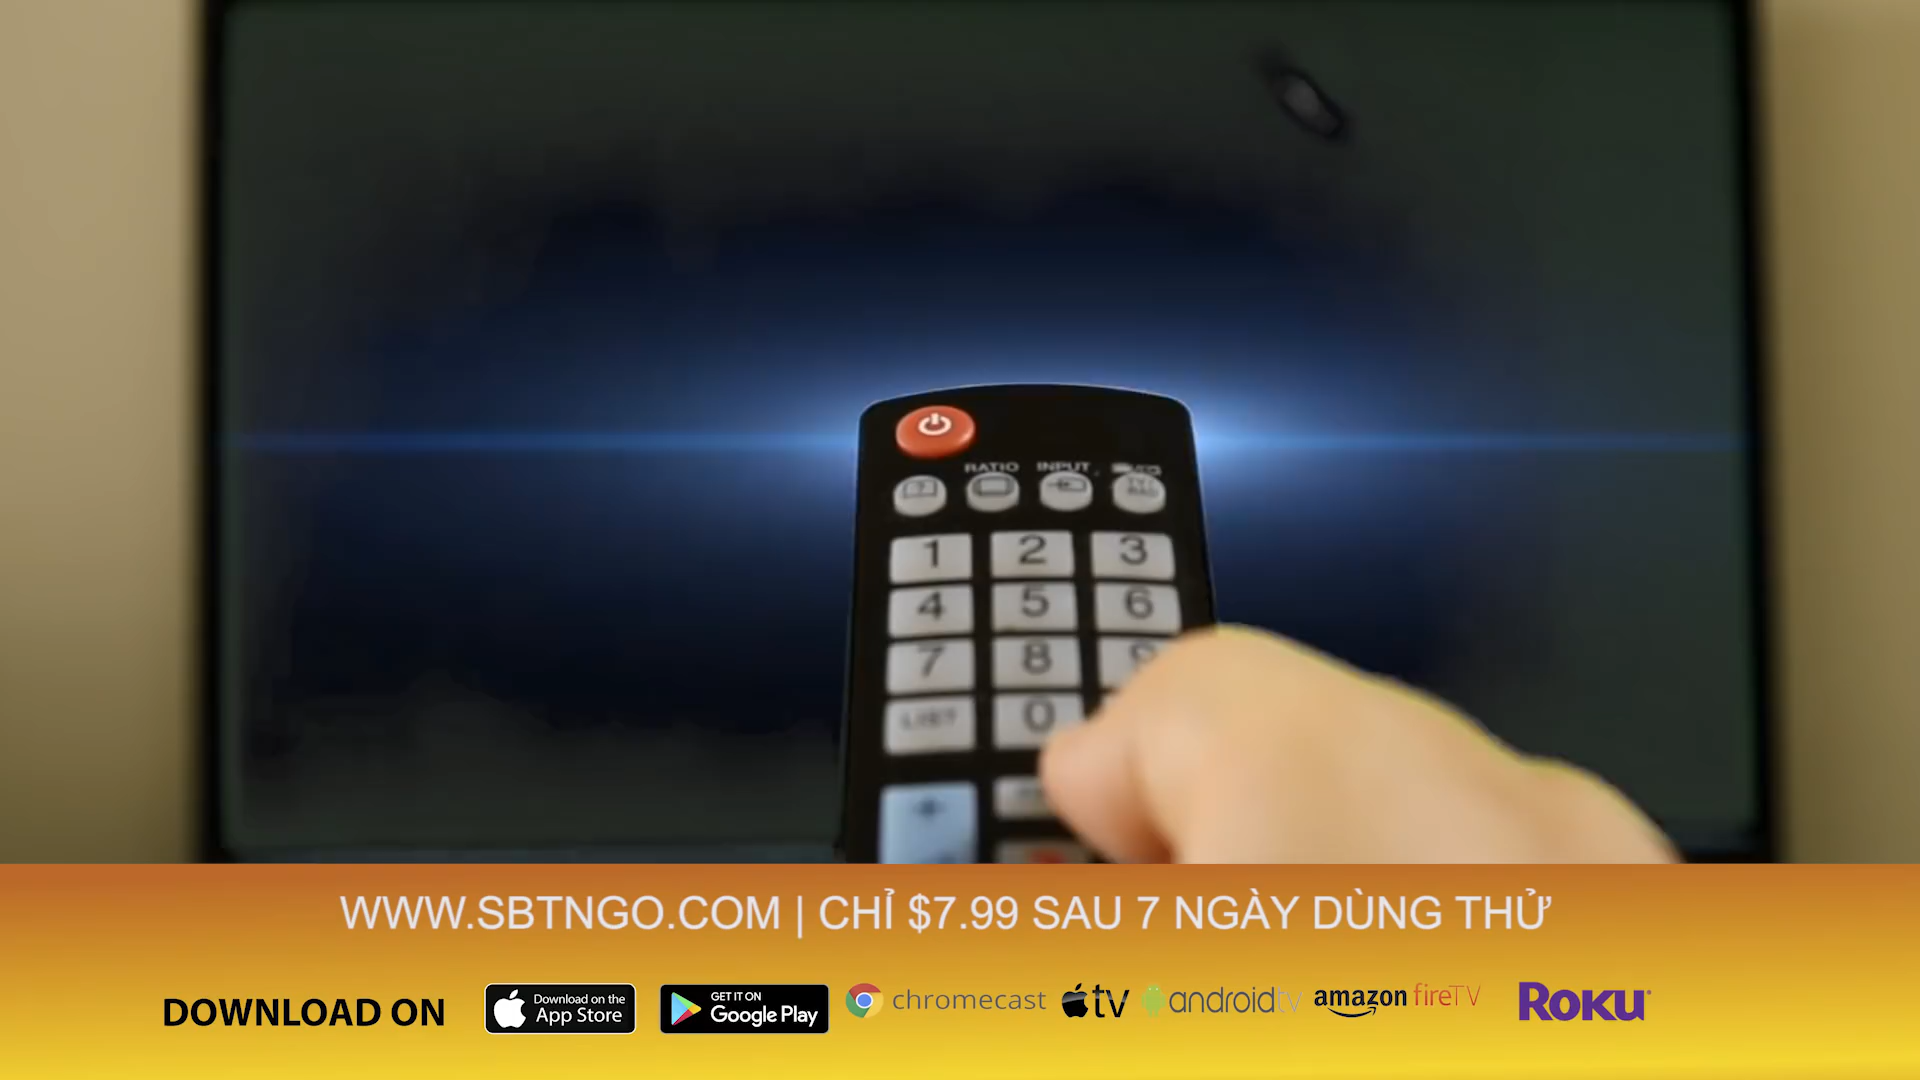 RATIO INPUT
?
1 2 3
4 5 6
7 8 9
LIST 0
WWW.SBTNGO.COM | CHỈ $7.99 SAU 7 NGÀY DÙNG THỬ
DOWNLOAD ON
Download on the
App Store
GET IT ON
Google Play
chromecast
tv
androidtv
amazon fireTV
ROKU